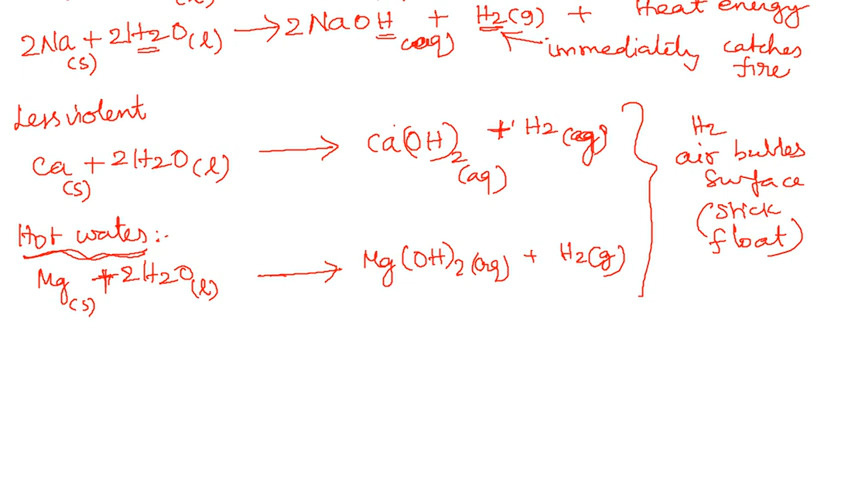 2Na(s) + 2H2O(l) → 2NaOH(aq) + H2(g) + Heat energy
immediately catches fire
Less violent
Ca(s) + 2H2O(l) → Ca(OH)2(aq) + H2(ag)
H2
air bubbles
surface
(stick
float)
Hot water:-
Mg(s) + 2H2O(l) → Mg(OH)2(aq) + H2(g)